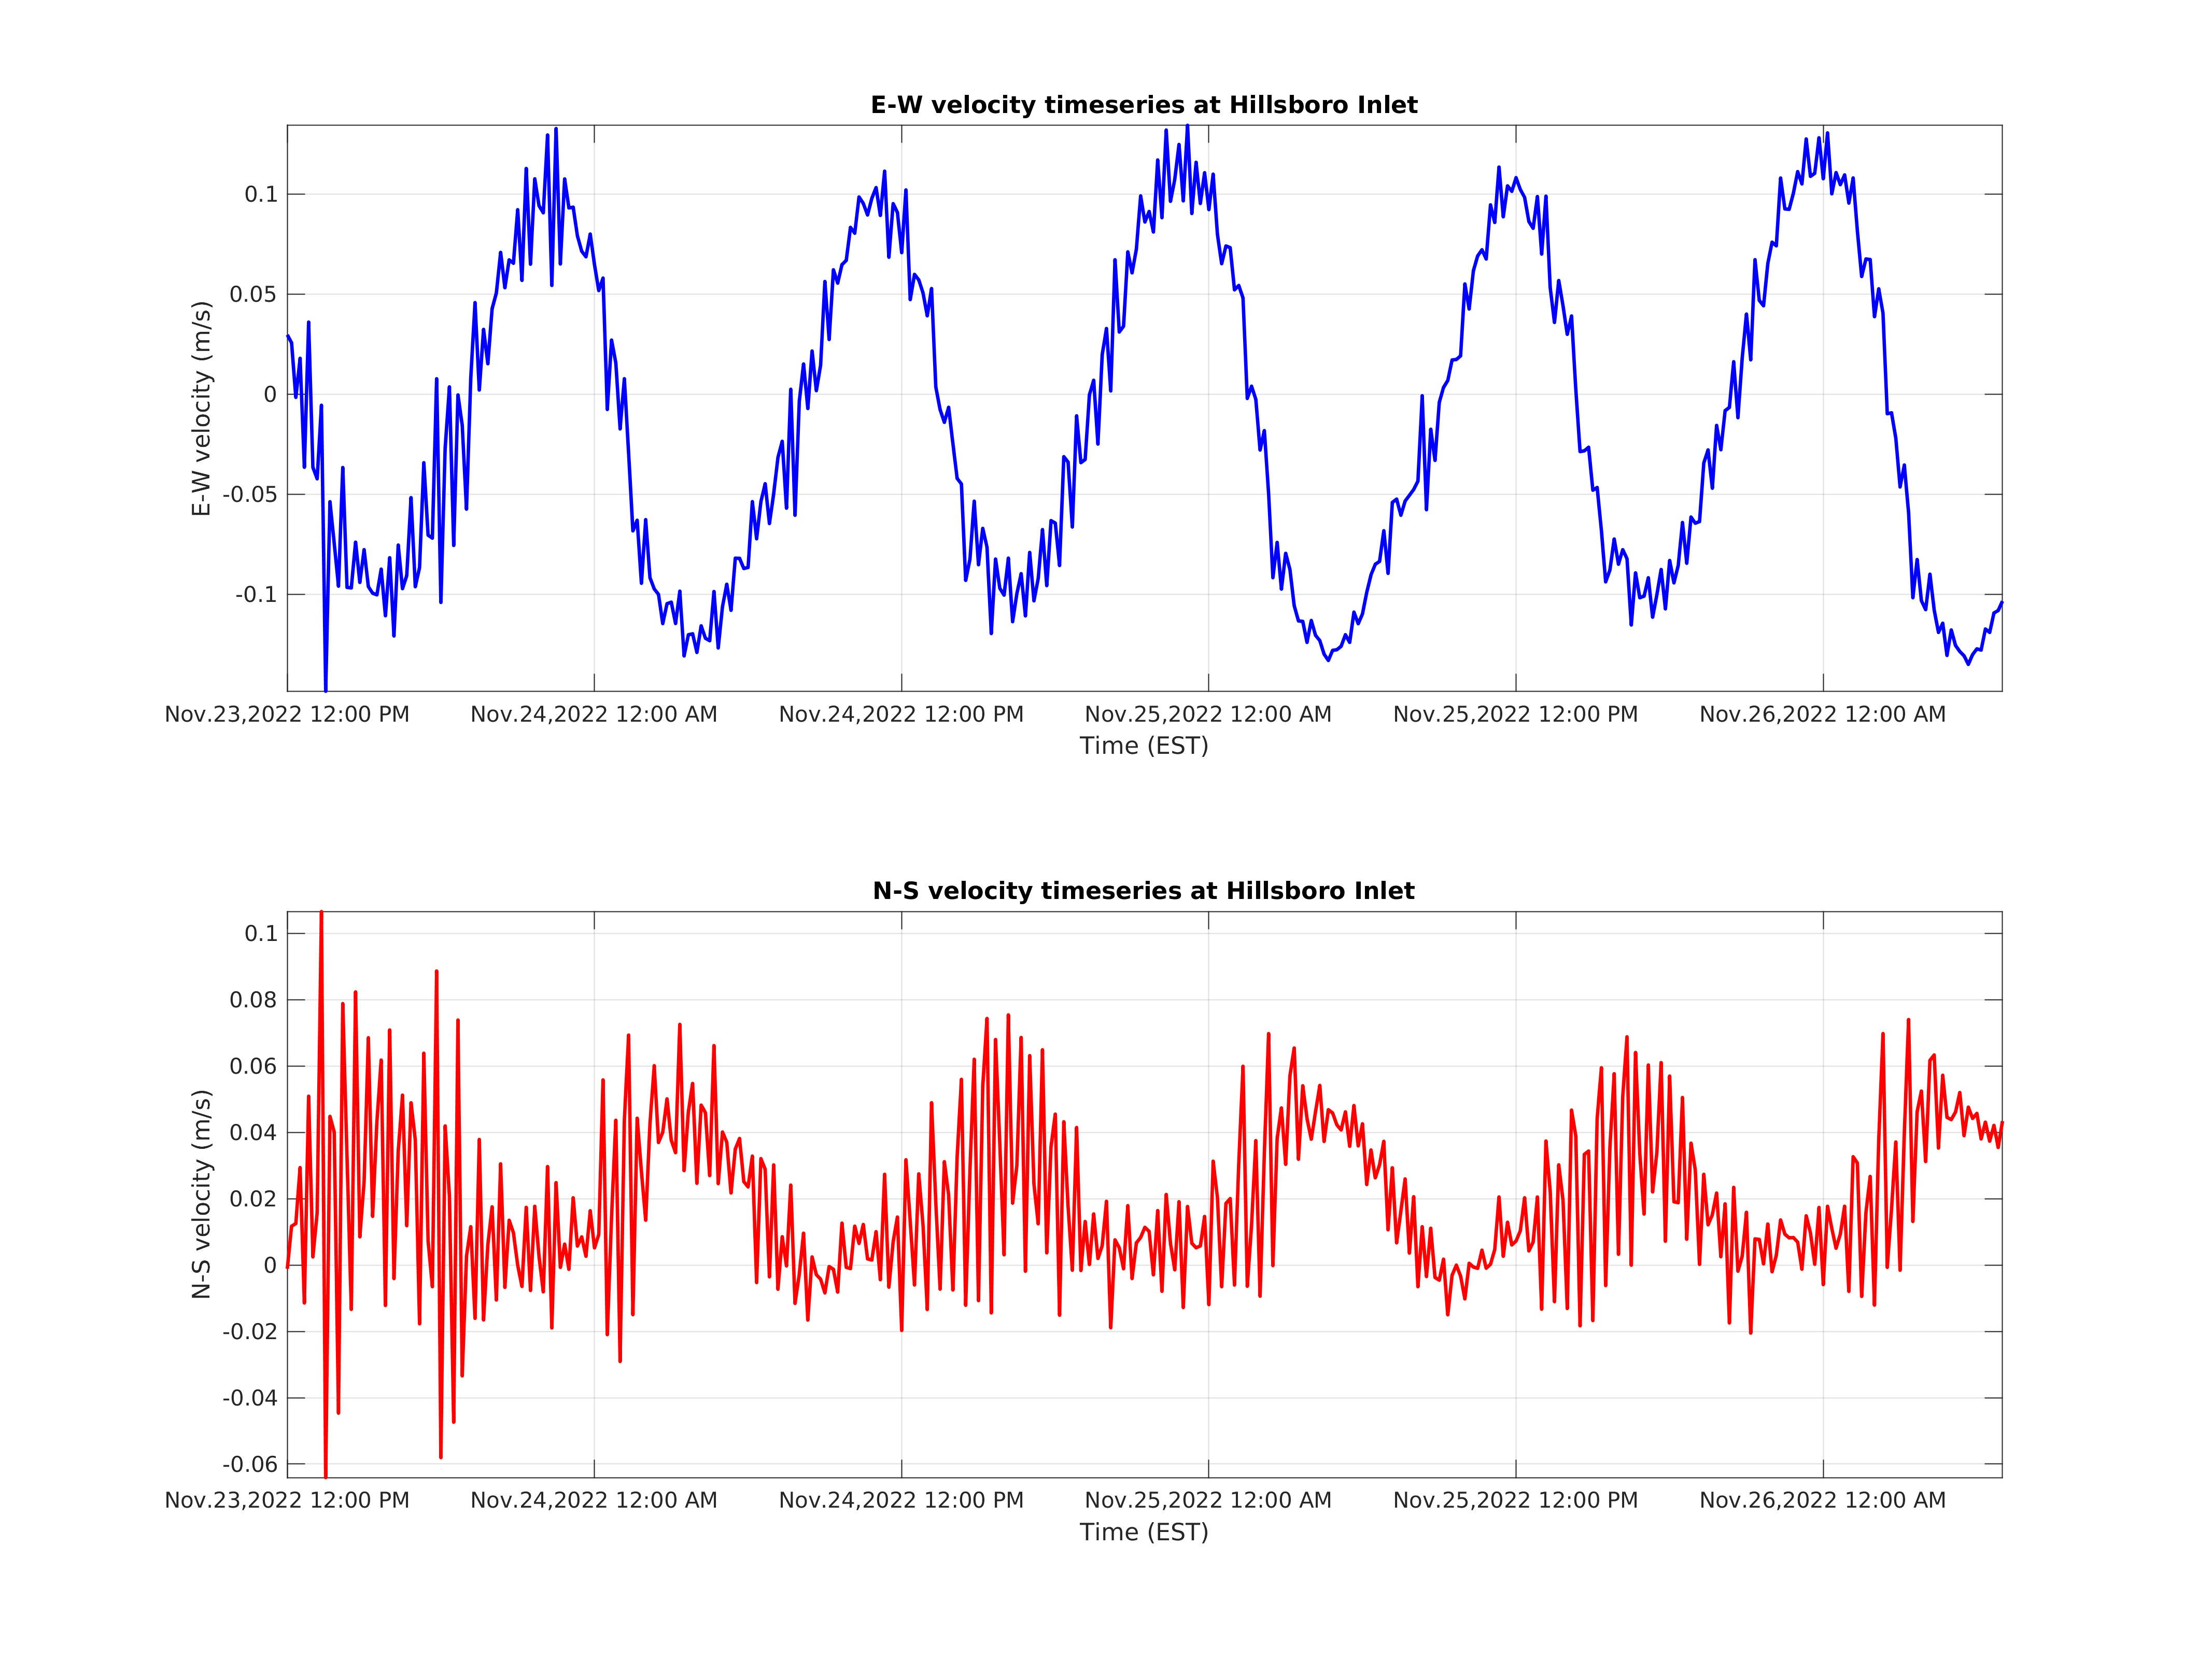 E-W velocity timeseries at Hillsboro Inlet
E-W velocity (m/s)
0.1
0.05
0
-0.05
-0.1
Nov.23,2022 12:00 PM Nov.24,2022 12:00 AM Nov.24,2022 12:00 PM Nov.25,2022 12:00 AM Nov.25,2022 12:00 PM Nov.26,2022 12:00 AM
Time (EST)
N-S velocity timeseries at Hillsboro Inlet
N-S velocity (m/s)
0.1
0.08
0.06
0.04
0.02
0
-0.02
-0.04
-0.06
Nov.23,2022 12:00 PM Nov.24,2022 12:00 AM Nov.24,2022 12:00 PM Nov.25,2022 12:00 AM Nov.25,2022 12:00 PM Nov.26,2022 12:00 AM
Time (EST)